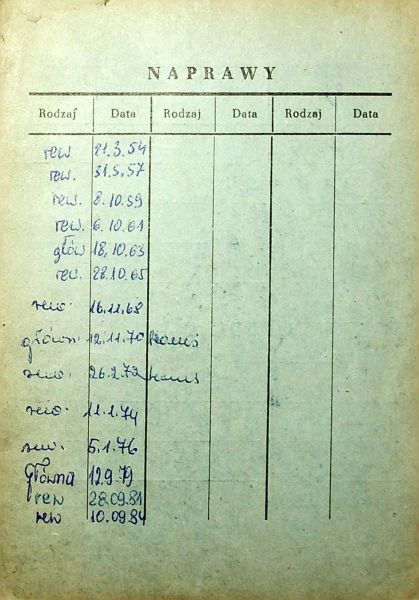 NAPRAWY
Rodzaj Data Rodzaj Data Rodzaj Data
rew 21.3.54
rew. 31.5.57
rew. 8.10.59
rew. 6.10.61
głów 18.10.63
rew. 28.10.65
rew. 16.11.68
główn. 12.11.70
rew. 26.2.72
rew. 11.1.74
rew. 5.1.76
główna 12.9.79
rew 28.09.81
rew 10.09.84